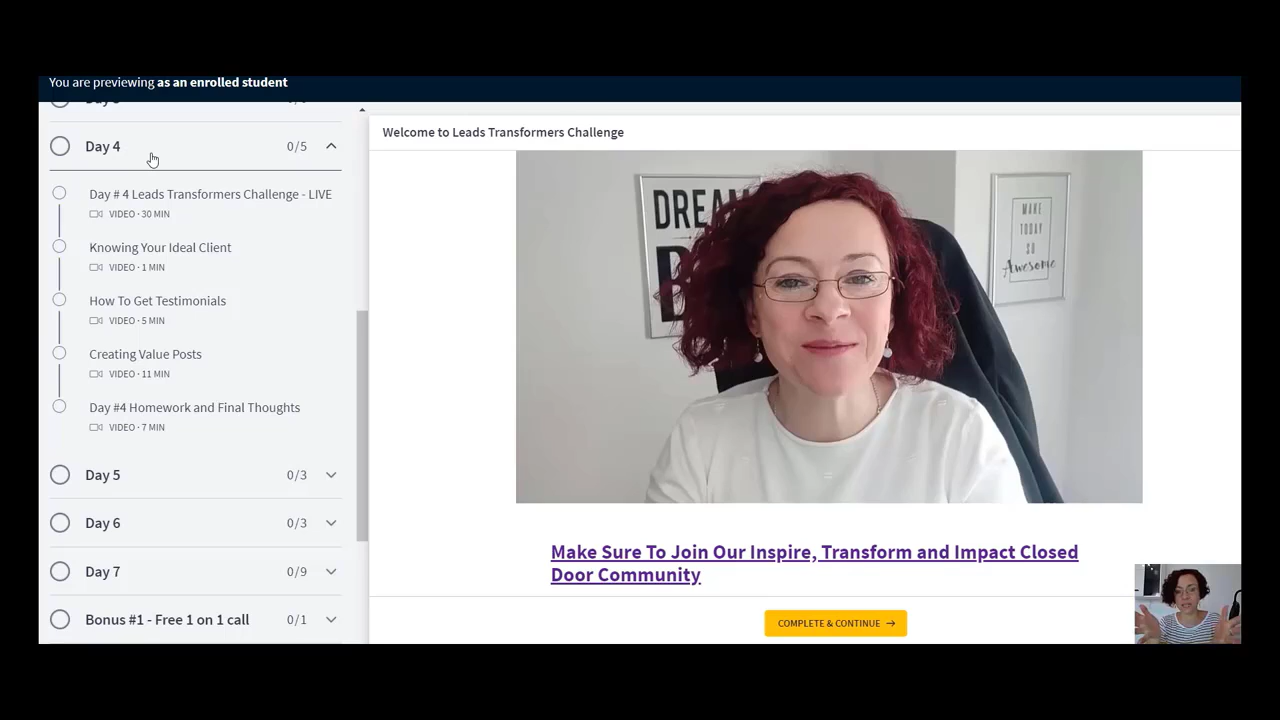 You are previewing as an enrolled student
Day 4
0/5
Day # 4 Leads Transformers Challenge - LIVE
VIDEO · 30 MIN
Knowing Your Ideal Client
VIDEO · 1 MIN
How To Get Testimonials
VIDEO · 5 MIN
Creating Value Posts
VIDEO · 11 MIN
Day #4 Homework and Final Thoughts
VIDEO · 7 MIN
Day 5
0/3
Day 6
0/3
Day 7
0/9
Bonus #1 - Free 1 on 1 call
0/1
Welcome to Leads Transformers Challenge
MAKE
TODAY
SO
Awesome
Make Sure To Join Our Inspire, Transform and Impact Closed
Door Community
COMPLETE & CONTINUE